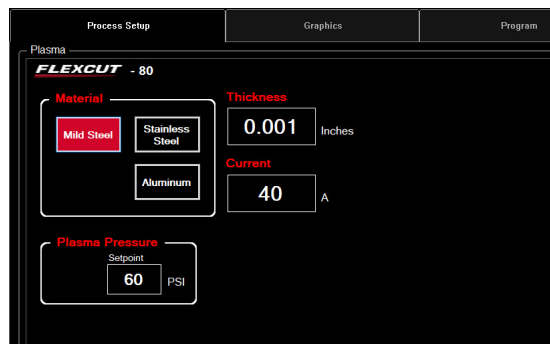 Process Setup Graphics Program
Plasma
FLEXCUT - 80
Material
Mild Steel
Stainless
Steel
Aluminum
Thickness
0.001 Inches
Current
40 A
Plasma Pressure
Setpoint
60 PSI